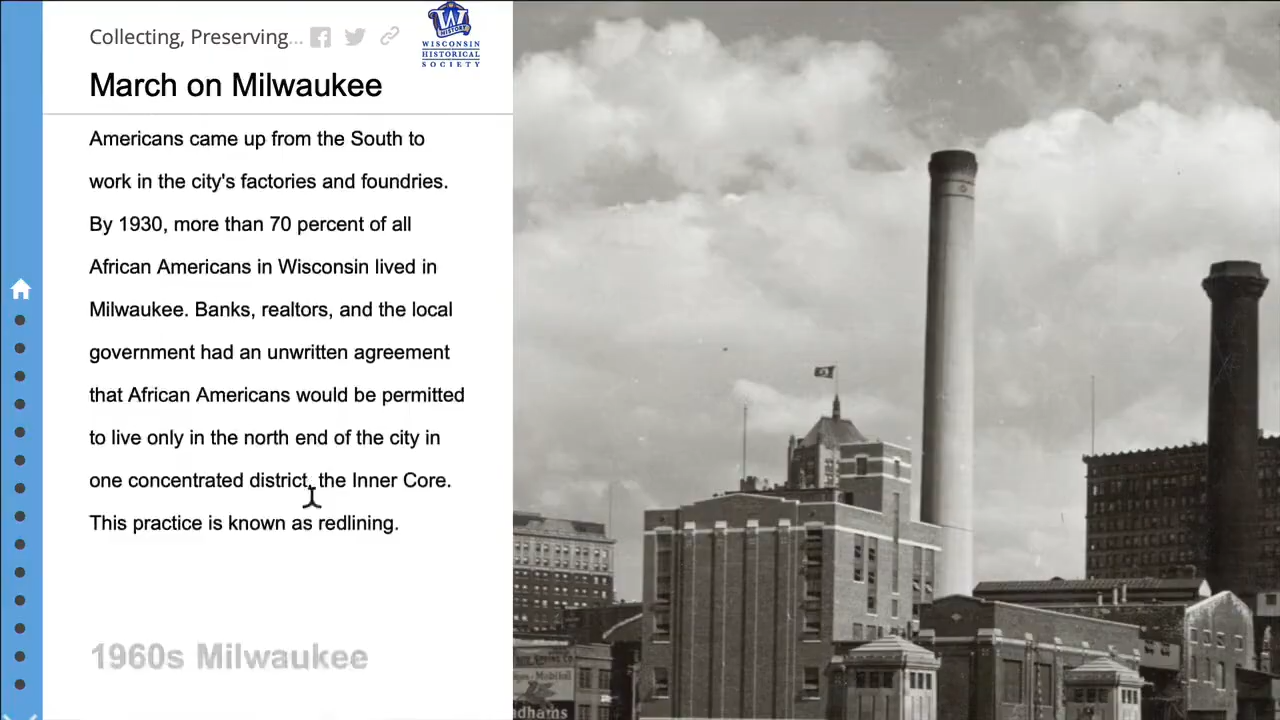 Collecting, Preserving...
W
HISTORY
WISCONSIN
HISTORICAL
SOCIETY
March on Milwaukee
Americans came up from the South to
work in the city's factories and foundries.
By 1930, more than 70 percent of all
African Americans in Wisconsin lived in
Milwaukee. Banks, realtors, and the local
government had an unwritten agreement
that African Americans would be permitted
to live only in the north end of the city in
one concentrated district, the Inner Core.
This practice is known as redlining.
1960s Milwaukee
Mobil
dhams